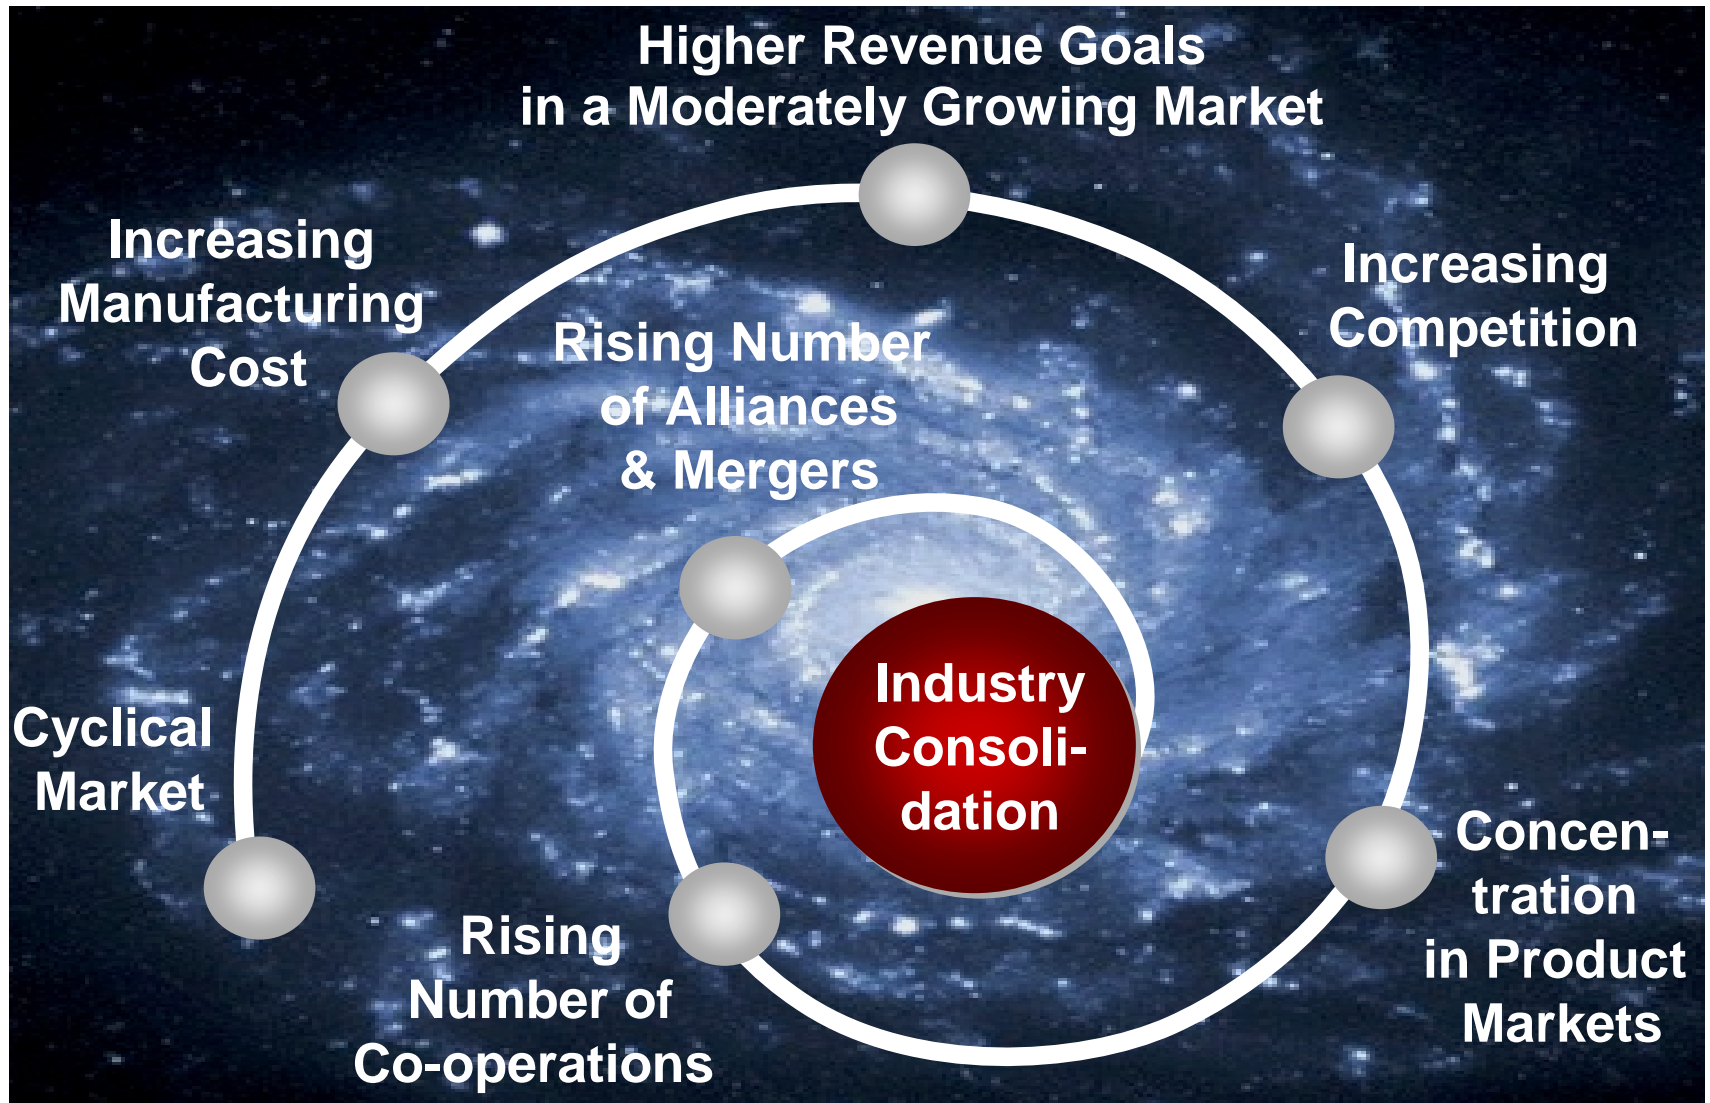 Higher Revenue Goals
in a Moderately Growing Market
Increasing
Manufacturing
Cost
Increasing
Competition
Rising Number
of Alliances
& Mergers
Industry
Consoli-
dation
Cyclical
Market
Concen-
tration
in Product
Markets
Rising
Number of
Co-operations